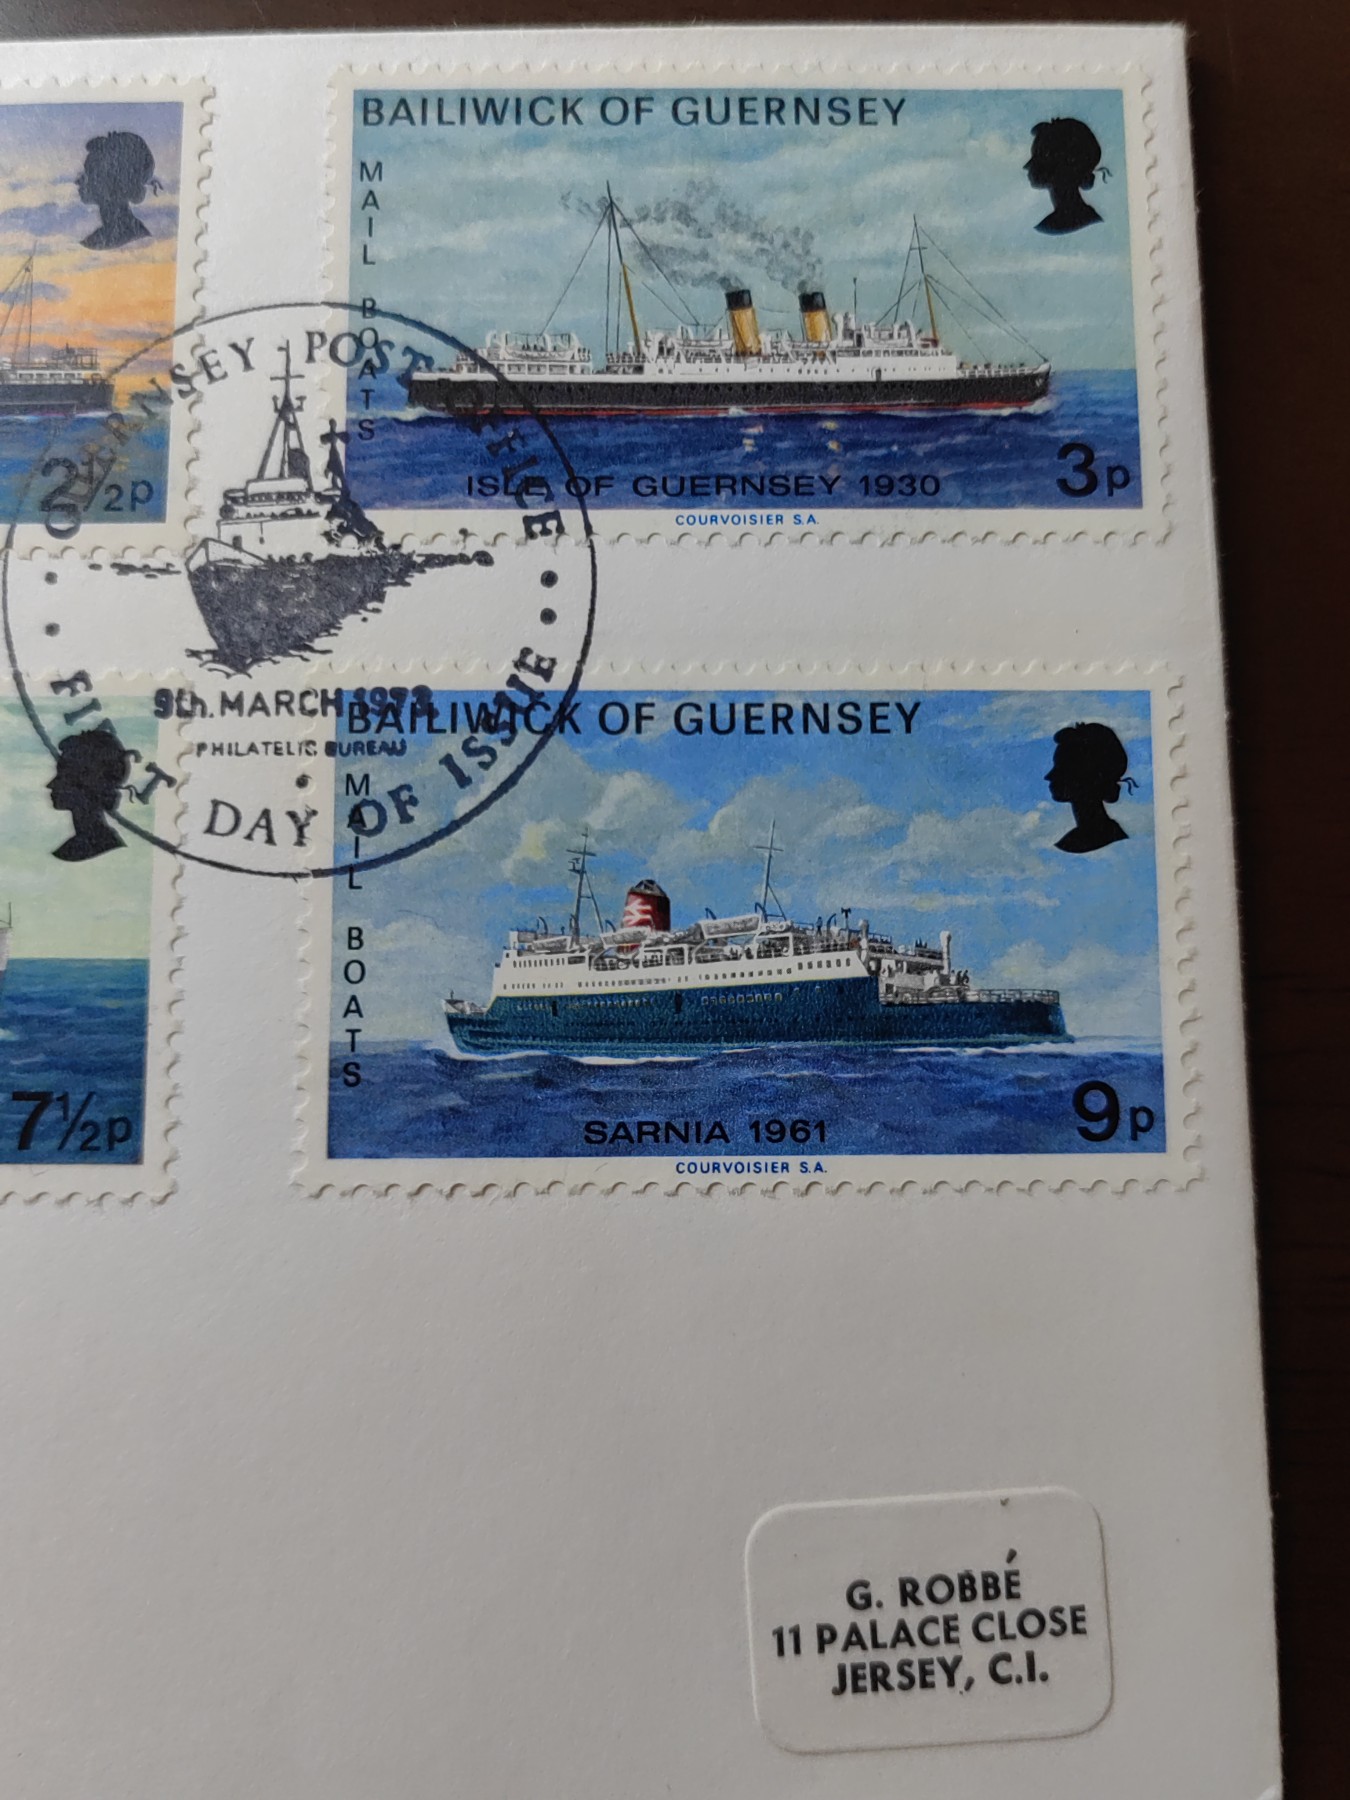 BAILIWICK OF GUERNSEY
MAIL BOATS
ISLE OF GUERNSEY 1930
3p
COURVOISIER S.A.
2½p
GUERNSEY · POST OFFICE
9th. MARCH 1973
PHILATELIC BUREAU
FIRST DAY OF ISSUE
BAILIWICK OF GUERNSEY
MAIL BOATS
SARNIA 1961
9p
COURVOISIER S.A.
7½p
G. ROBBÉ
11 PALACE CLOSE
JERSEY, C.I.